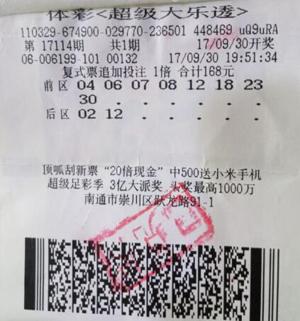 体彩<超级大乐透>
110329-674900-029770-236501 448469 uQ9uRA
第 17114期 共1期 17/09/30开奖
06-006199-101 00132 17/09/30 19:51:34
复式票追加投注 1倍 合计168元
前区 04 06 07 08 12 18 23
30
后区 02 12
顶呱刮新票“20倍现金”中500送小米手机
超级足彩季 3亿大派奖 头奖最高1000万
南通市崇川区跃龙路91-1